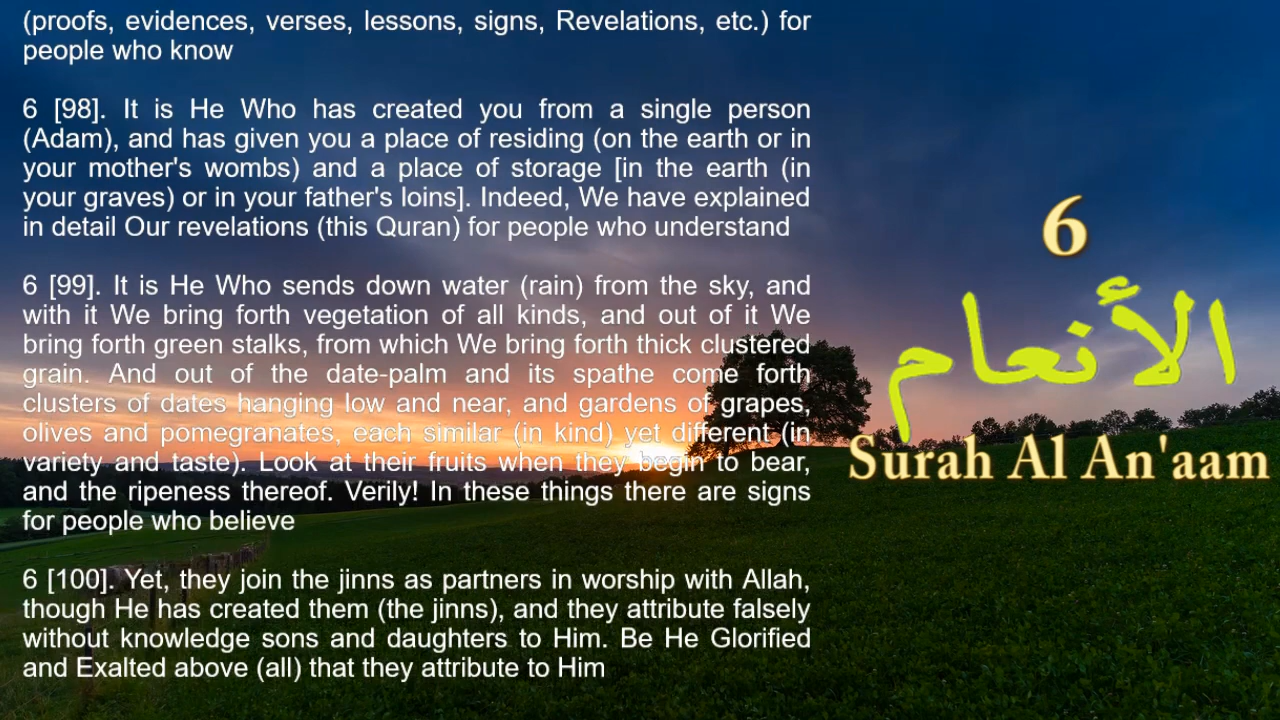 (proofs, evidences, verses, lessons, signs, Revelations, etc.) for
people who know
6 [98]. It is He Who has created you from a single person
(Adam), and has given you a place of residing (on the earth or in
your mother's wombs) and a place of storage [in the earth (in
your graves) or in your father's loins]. Indeed, We have explained
in detail Our revelations (this Quran) for people who understand
6 [99]. It is He Who sends down water (rain) from the sky, and
with it We bring forth vegetation of all kinds, and out of it We
bring forth green stalks, from which We bring forth thick clustered
grain. And out of the date-palm and its spathe come forth
clusters of dates hanging low and near, and gardens of grapes,
olives and pomegranates, each similar (in kind) yet different (in
variety and taste). Look at their fruits when they begin to bear,
and the ripeness thereof. Verily! In these things there are signs
for people who believe
6 [100]. Yet, they join the jinns as partners in worship with Allah,
though He has created them (the jinns), and they attribute falsely
without knowledge sons and daughters to Him. Be He Glorified
and Exalted above (all) that they attribute to Him
6
الأنعام
Surah Al An'aam